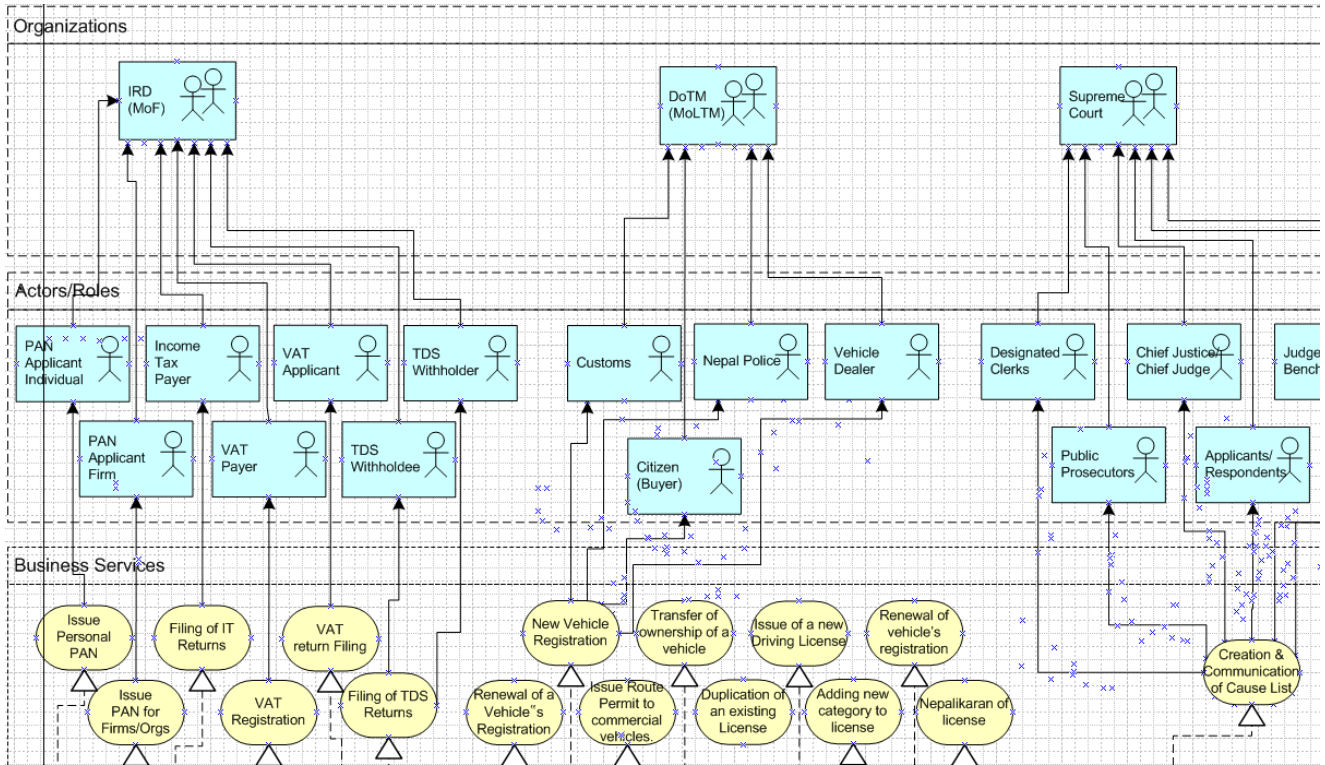 Organizations
IRD
(MoF)
DoTM
(MoLTM)
Supreme
Court
Actors/Roles
PAN
Applicant
Individual
Income
Tax
Payer
VAT
Applicant
TDS
Withholder
Customs
Nepal Police
Vehicle
Dealer
Designated
Clerks
Chief Justice/
Chief Judge
Judge
Bench
PAN
Applicant
Firm
VAT
Payer
TDS
Withholdee
Citizen
(Buyer)
Public
Prosecutors
Applicants/
Respondents
Business Services
Issue
Personal
PAN
Filing of IT
Returns
VAT
return Filing
New Vehicle
Registration
Transfer of
ownership of a
vehicle
Issue of a new
Driving License
Renewal of
vehicle's
registration
Creation &
Communication
of Cause List
Issue
PAN for
Firms/Orgs
VAT
Registration
Filing of TDS
Returns
Renewal of a
Vehicle"s
Registration
Issue Route
Permit to
commercial
vehicles.
Duplication of
an existing
License
Adding new
category to
license
Nepalikaran of
license